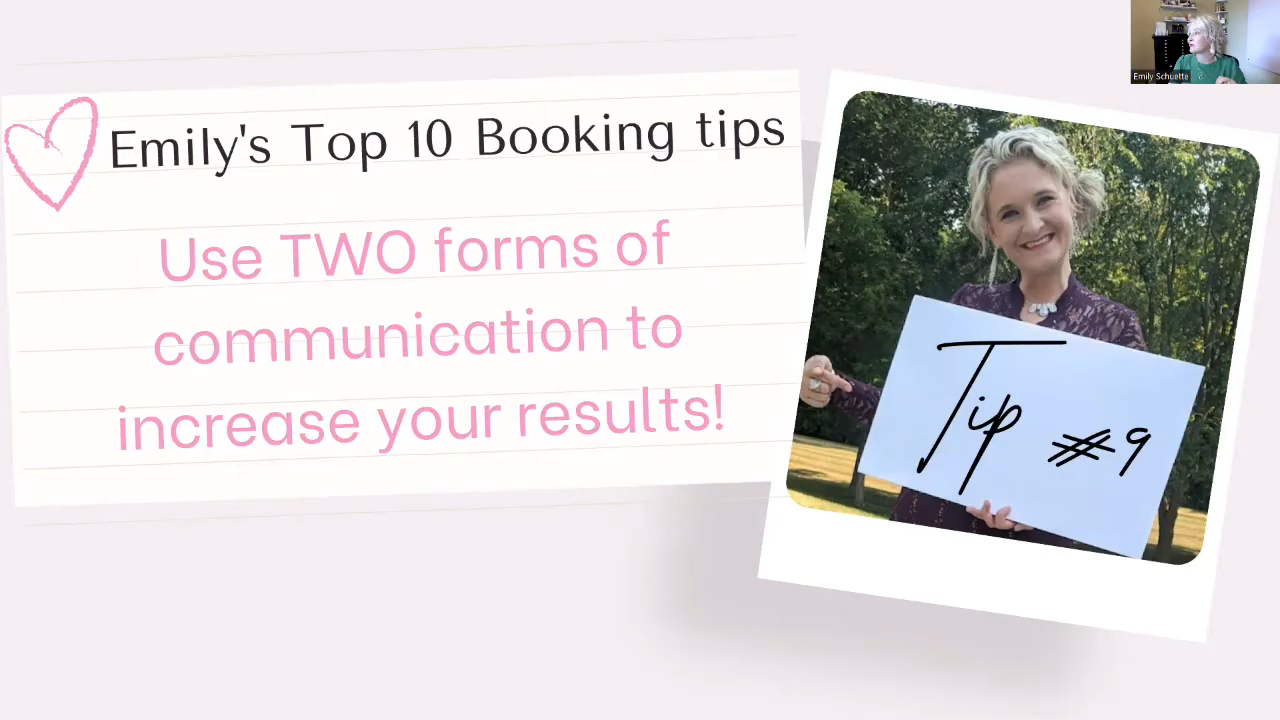 Emily's Top 10 Booking tips
Use TWO forms of
communication to
increase your results!
Tip #9
Emily Schuette